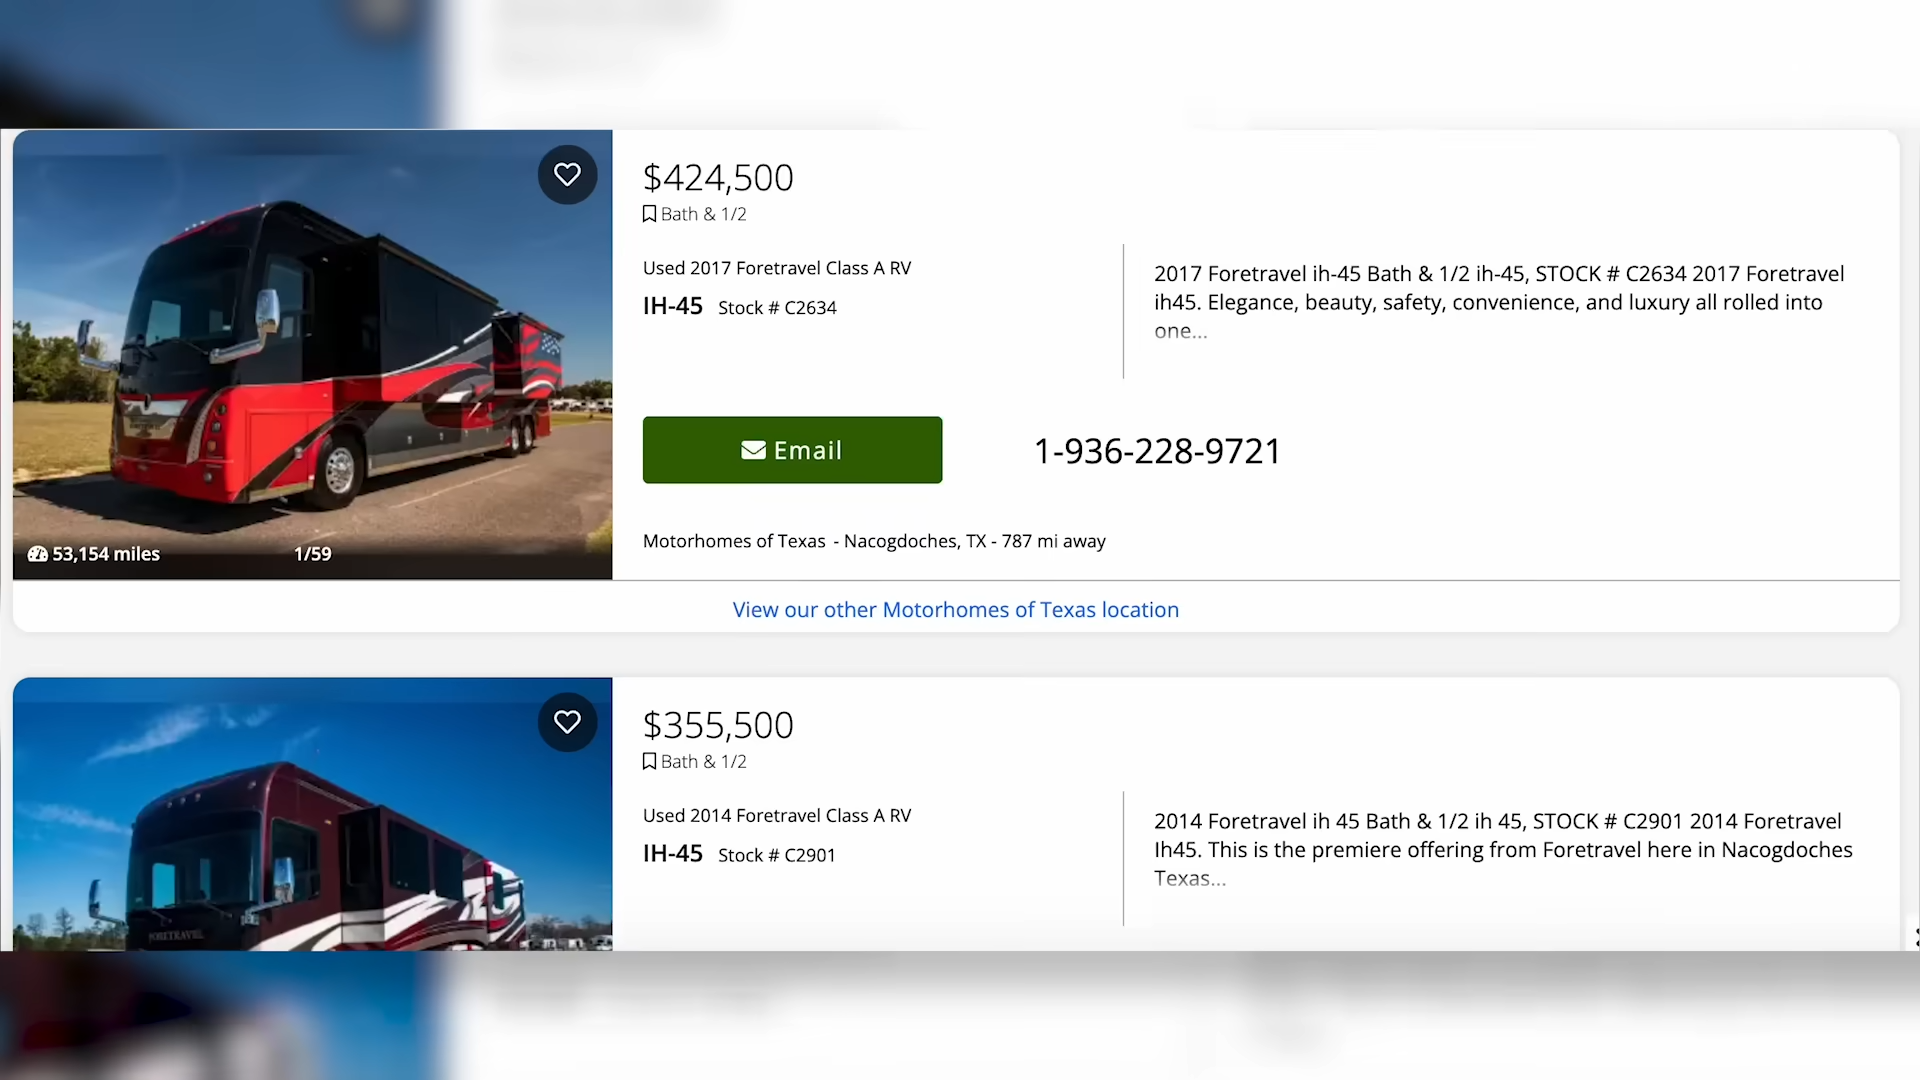 $424,500
Bath & 1/2
Used 2017 Foretravel Class A RV
IH-45 Stock # C2634
2017 Foretravel ih-45 Bath & 1/2 ih-45, STOCK # C2634 2017 Foretravel
ih45. Elegance, beauty, safety, convenience, and luxury all rolled into
one...
Email
1-936-228-9721
53,154 miles
1/59
Motorhomes of Texas - Nacogdoches, TX - 787 mi away
View our other Motorhomes of Texas location
$355,500
Bath & 1/2
Used 2014 Foretravel Class A RV
IH-45 Stock # C2901
2014 Foretravel ih 45 Bath & 1/2 ih 45, STOCK # C2901 2014 Foretravel
Ih45. This is the premiere offering from Foretravel here in Nacogdoches
Texas...
FORETRAVEL